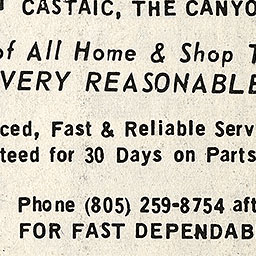 CASTAIC, THE CANYO
of All Home & Shop T
VERY REASONABLE
ced, Fast & Reliable Serv
teed for 30 Days on Parts
Phone (805) 259-8754 aft
FOR FAST DEPENDAB